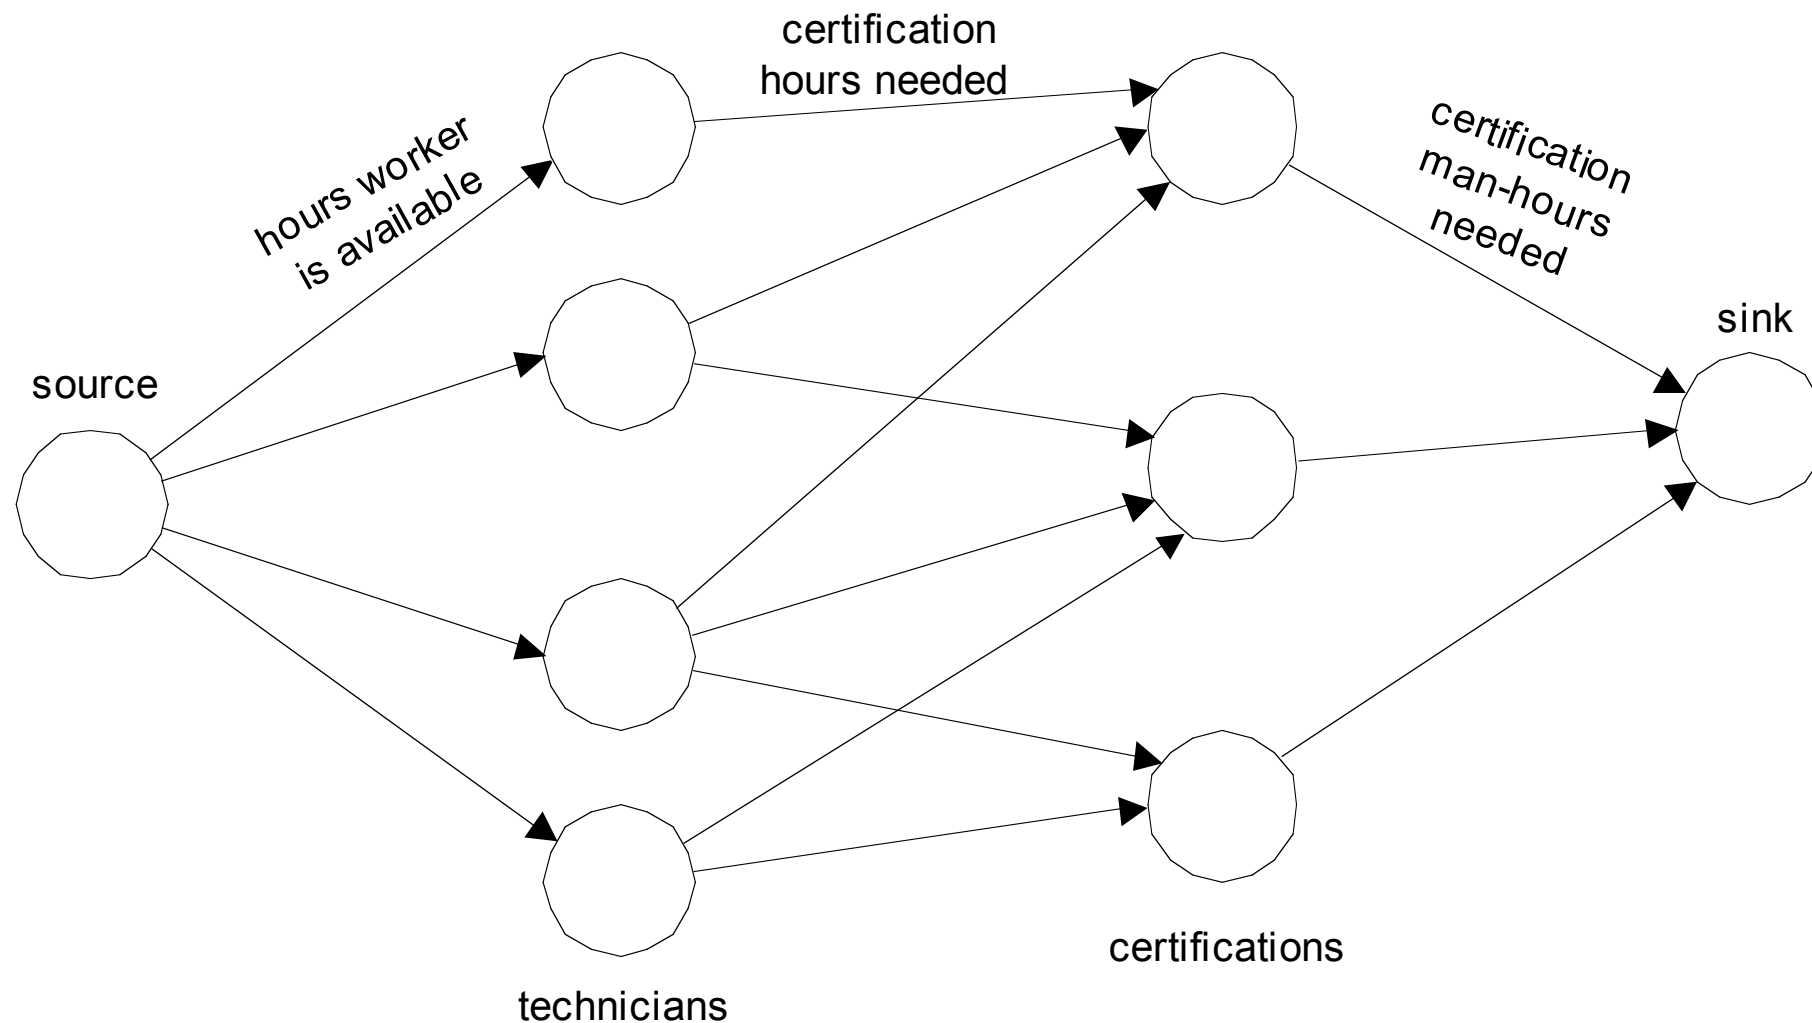 certification
hours needed
hours worker
is available
certification
man-hours
needed
source
sink
certifications
technicians